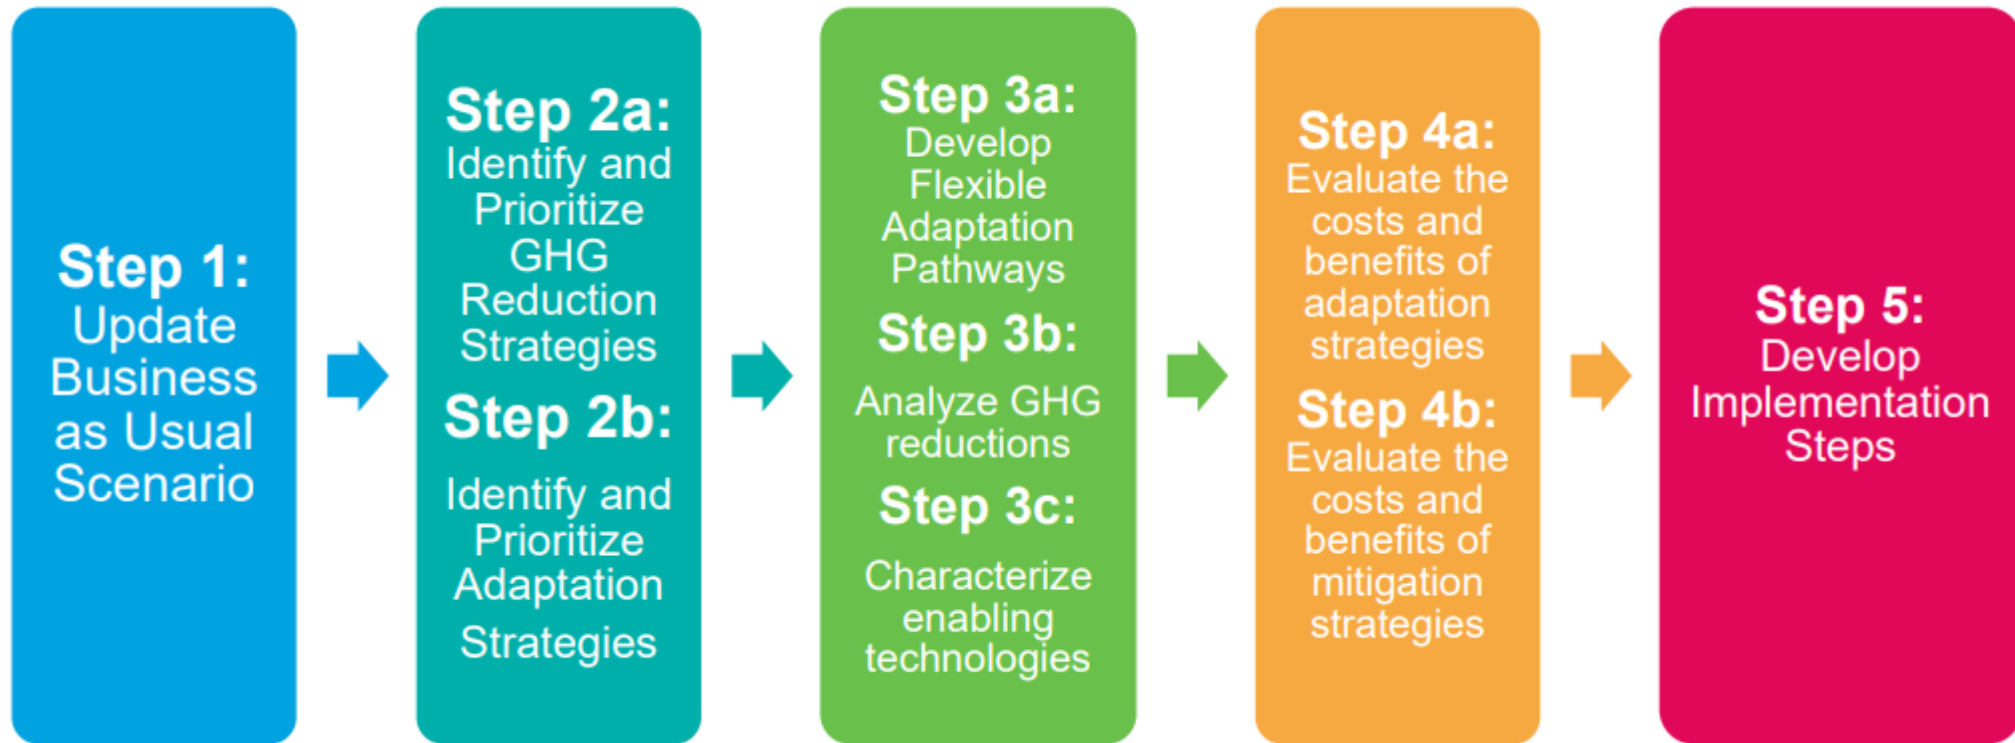 Step 1:
Update
Business
as Usual
Scenario
Step 2a:
Identify and
Prioritize
GHG
Reduction
Strategies
Step 2b:
Identify and
Prioritize
Adaptation
Strategies
Step 3a:
Develop
Flexible
Adaptation
Pathways
Step 3b:
Analyze GHG
reductions
Step 3c:
Characterize
enabling
technologies
Step 4a:
Evaluate the
costs and
benefits of
adaptation
strategies
Step 4b:
Evaluate the
costs and
benefits of
mitigation
strategies
Step 5:
Develop
Implementation
Steps